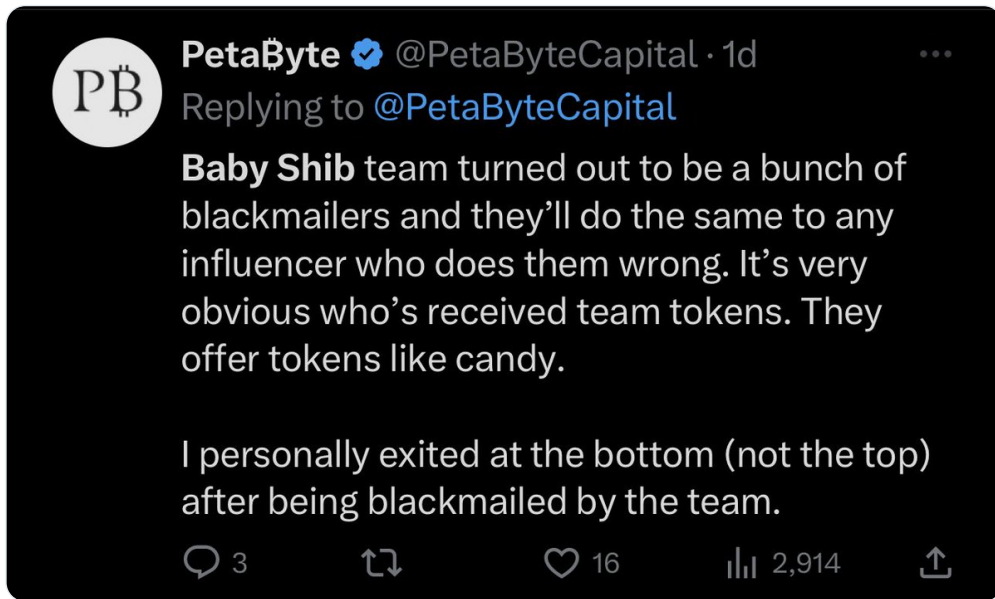 PB
Peta₿yte @PetaByteCapital · 1d
Replying to @PetaByteCapital
Baby Shib team turned out to be a bunch of
blackmailers and they’ll do the same to any
influencer who does them wrong. It’s very
obvious who’s received team tokens. They
offer tokens like candy.
I personally exited at the bottom (not the top)
after being blackmailed by the team.
3 16 2,914